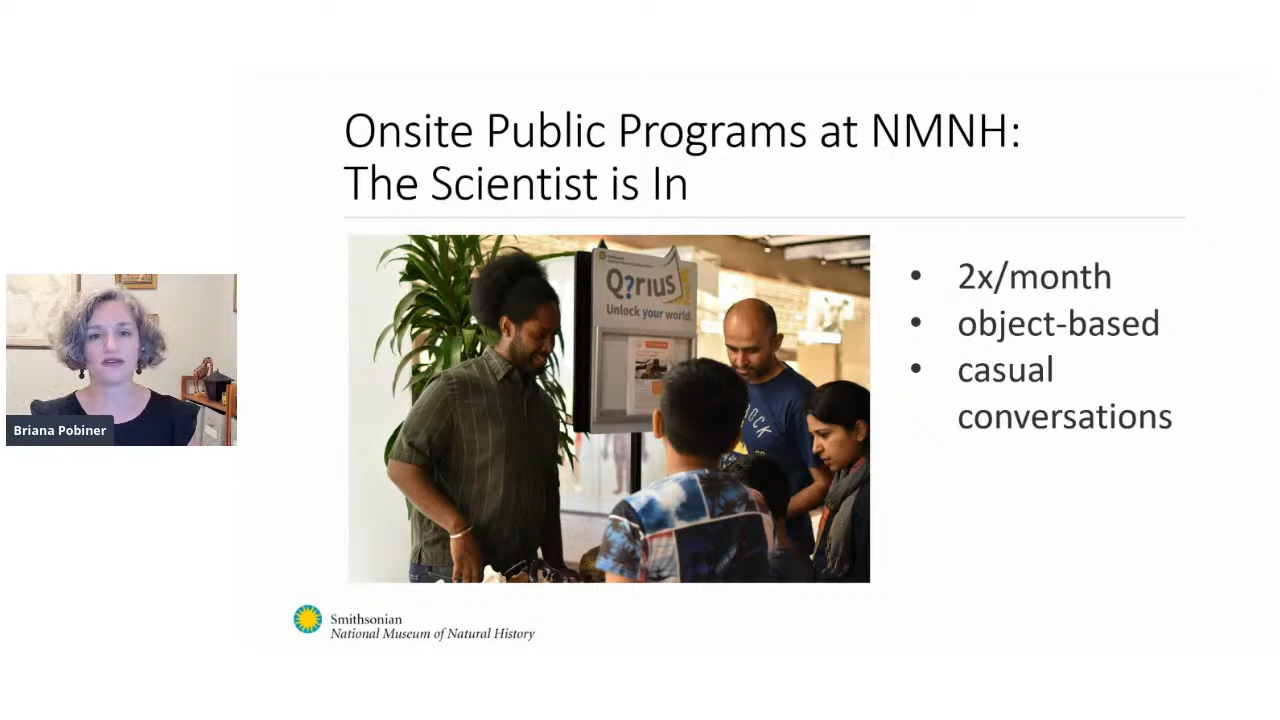 Onsite Public Programs at NMNH:
The Scientist is In
Q?rius
Unlock your world.
BOCK
• 2x/month
• object-based
• casual
conversations
Briana Pobiner
Smithsonian
National Museum of Natural History